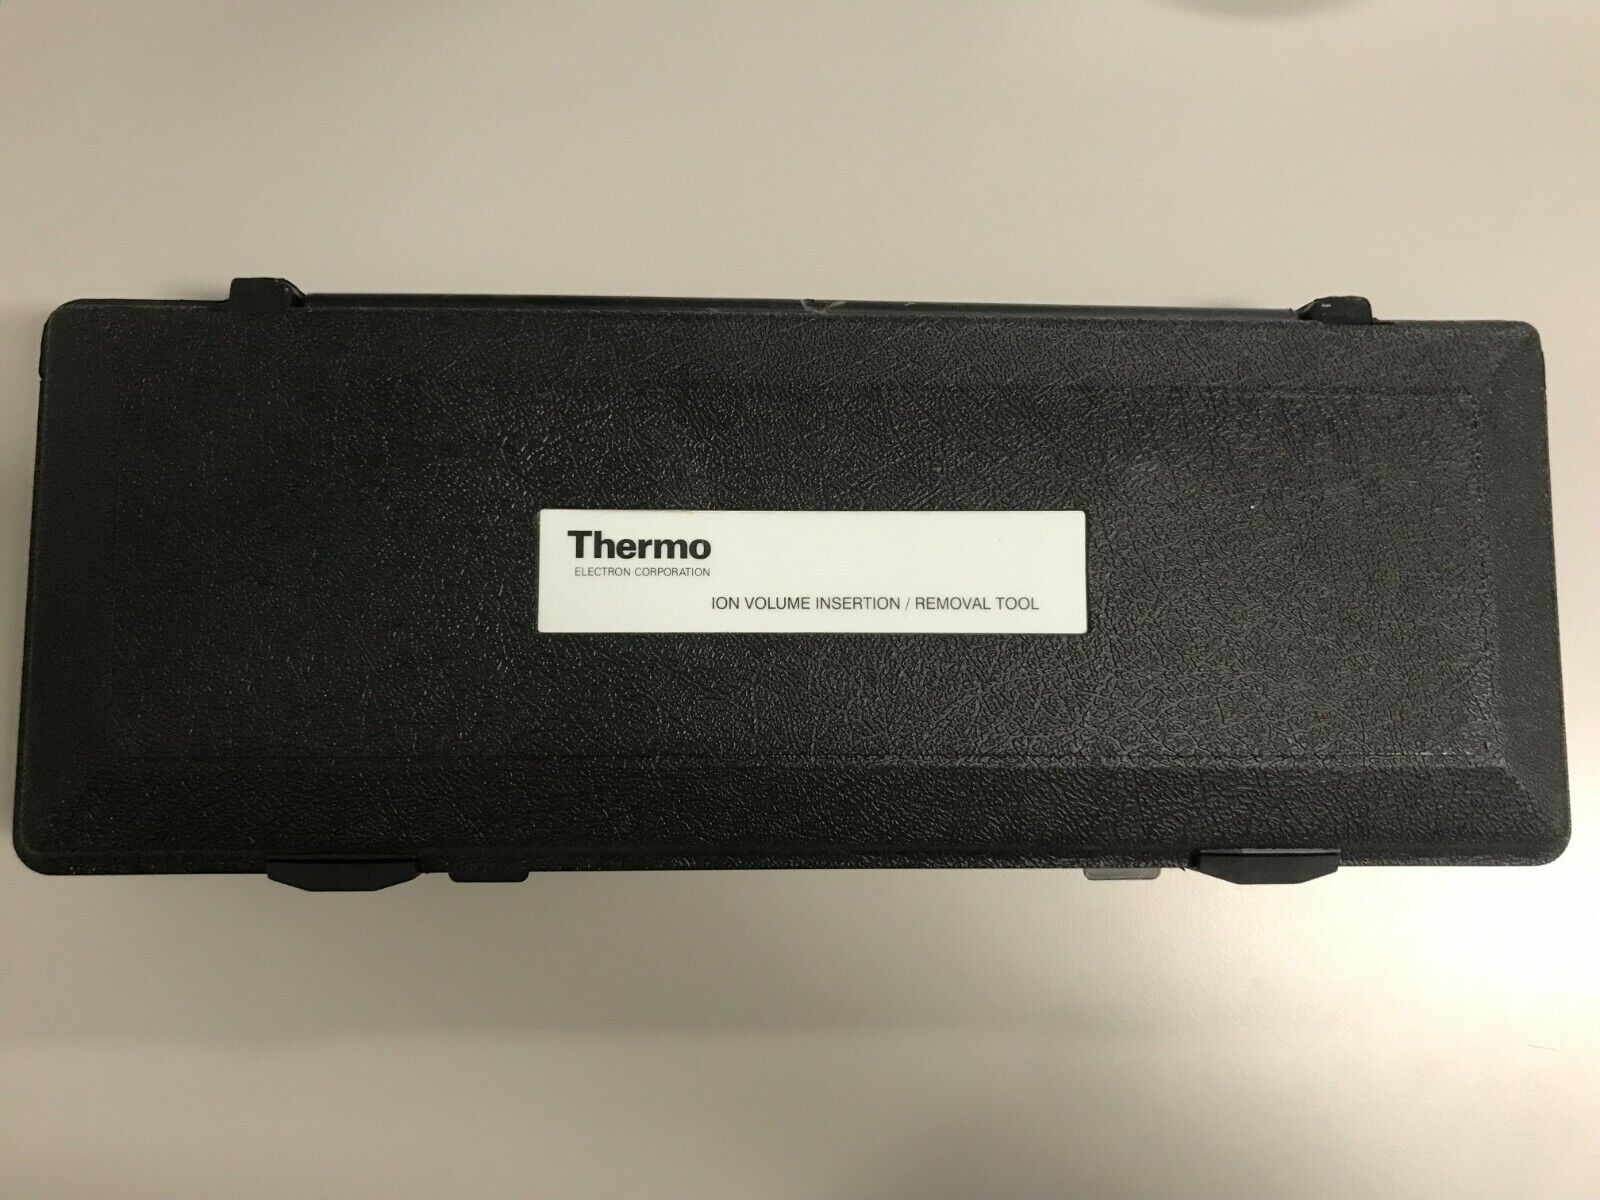 Thermo
ELECTRON CORPORATION
ION VOLUME INSERTION / REMOVAL TOOL